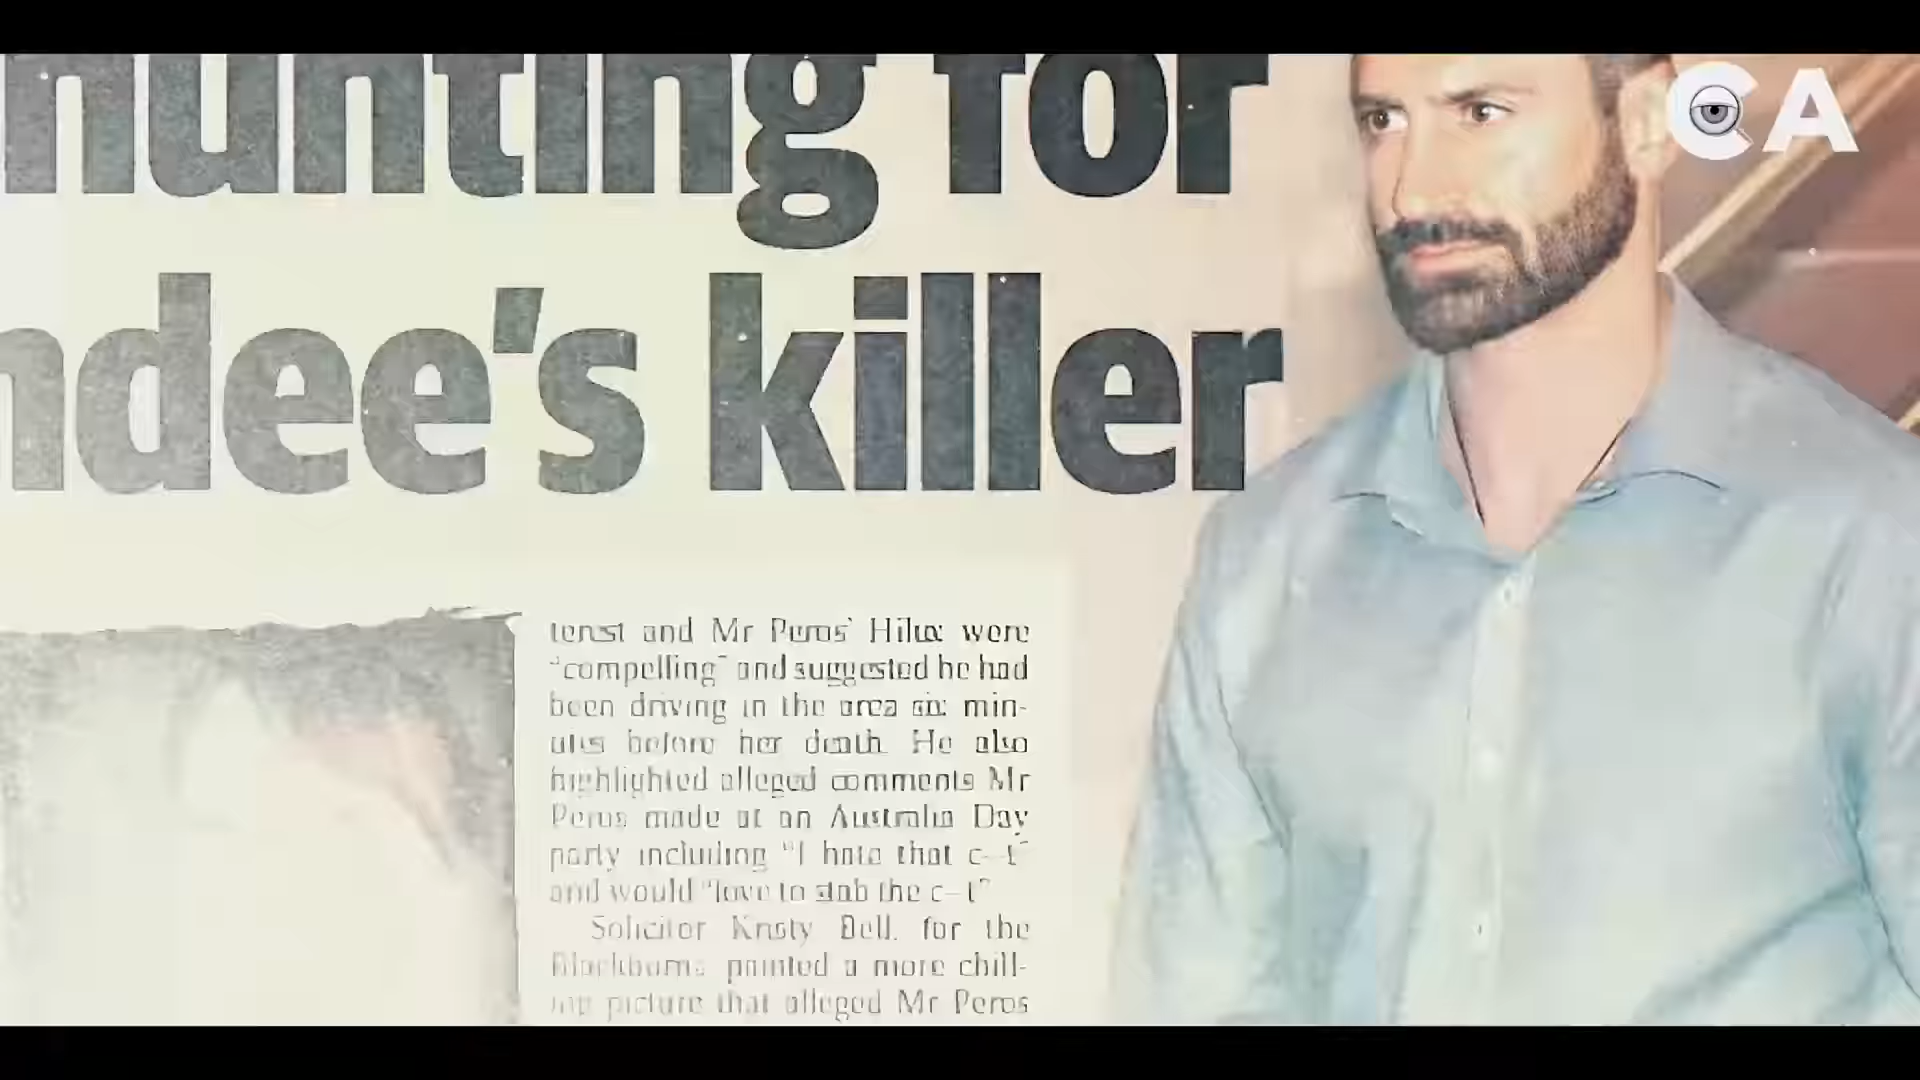 hunting for
CA
ndee's killer
terest and Mr Peros' Hilux were
"compelling" and suggested he had
been driving in the area six min-
utes before her death. He also
highlighted alleged comments Mr
Peros made at an Australia Day
party including "I hate that c--t"
and would "love to stab the c--t"
Solicitor Kristy Bell, for the
Blackburns painted a more chill-
ing picture that alleged Mr Peros